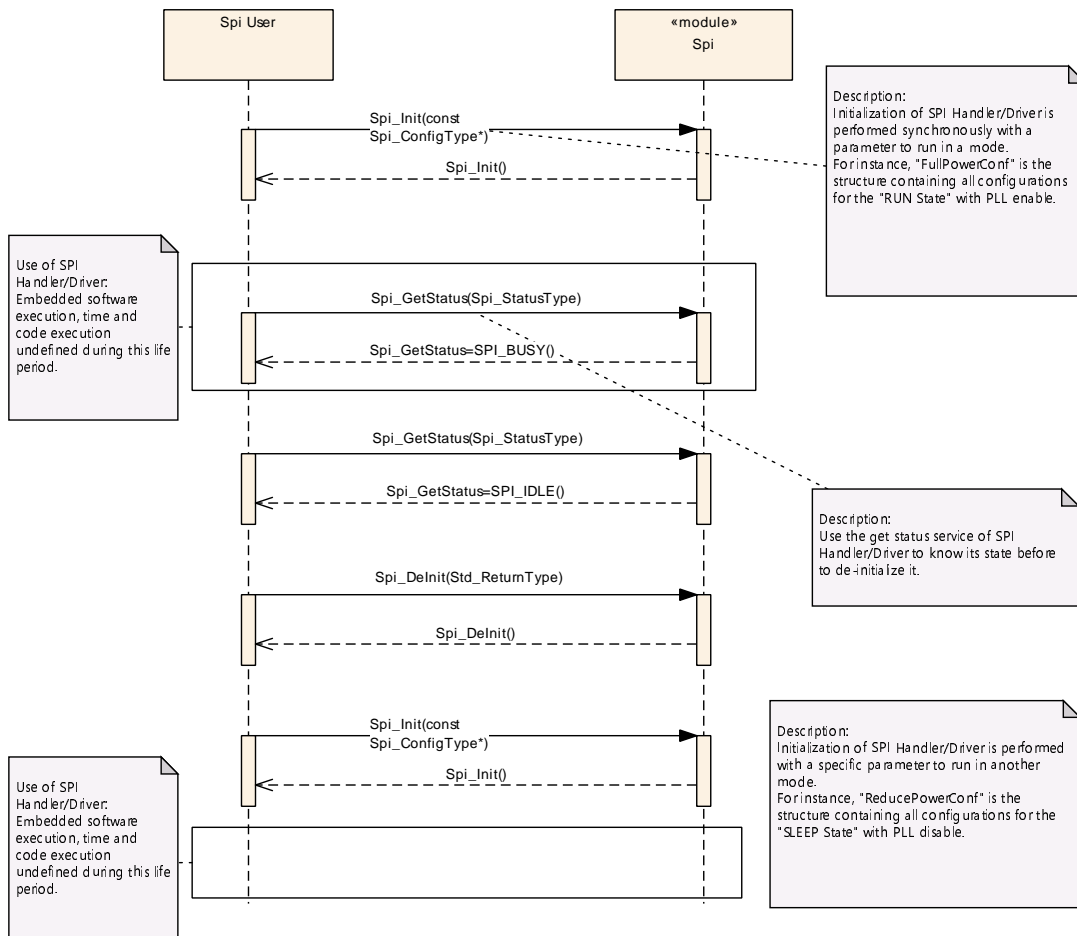 Spi User
«module»
Spi
Spi_Init(const
Spi_ConfigType*)
Spi_Init()
Description:
Initialization of SPI Handler/Driver is
performed synchronously with a
parameter to run in a mode.
For instance, "FullPowerConf" is the
structure containing all configurations
for the "RUN State" with PLL enable.
Use of SPI
Handler/Driver:
Embedded software
execution, time and
code execution
undefined during this life
period.
Spi_GetStatus(Spi_StatusType)
Spi_GetStatus=SPI_BUSY()
Spi_GetStatus(Spi_StatusType)
Spi_GetStatus=SPI_IDLE()
Description:
Use the get status service of SPI
Handler/Driver to know its state before
to de-initialize it.
Spi_DeInit(Std_ReturnType)
Spi_DeInit()
Spi_Init(const
Spi_ConfigType*)
Spi_Init()
Description:
Initialization of SPI Handler/Driver is performed
with a specific parameter to run in another
mode.
For instance, "ReducePowerConf" is the
structure containing all configurations for the
"SLEEP State" with PLL disable.
Use of SPI
Handler/Driver:
Embedded software
execution, time and
code execution
undefined during this life
period.